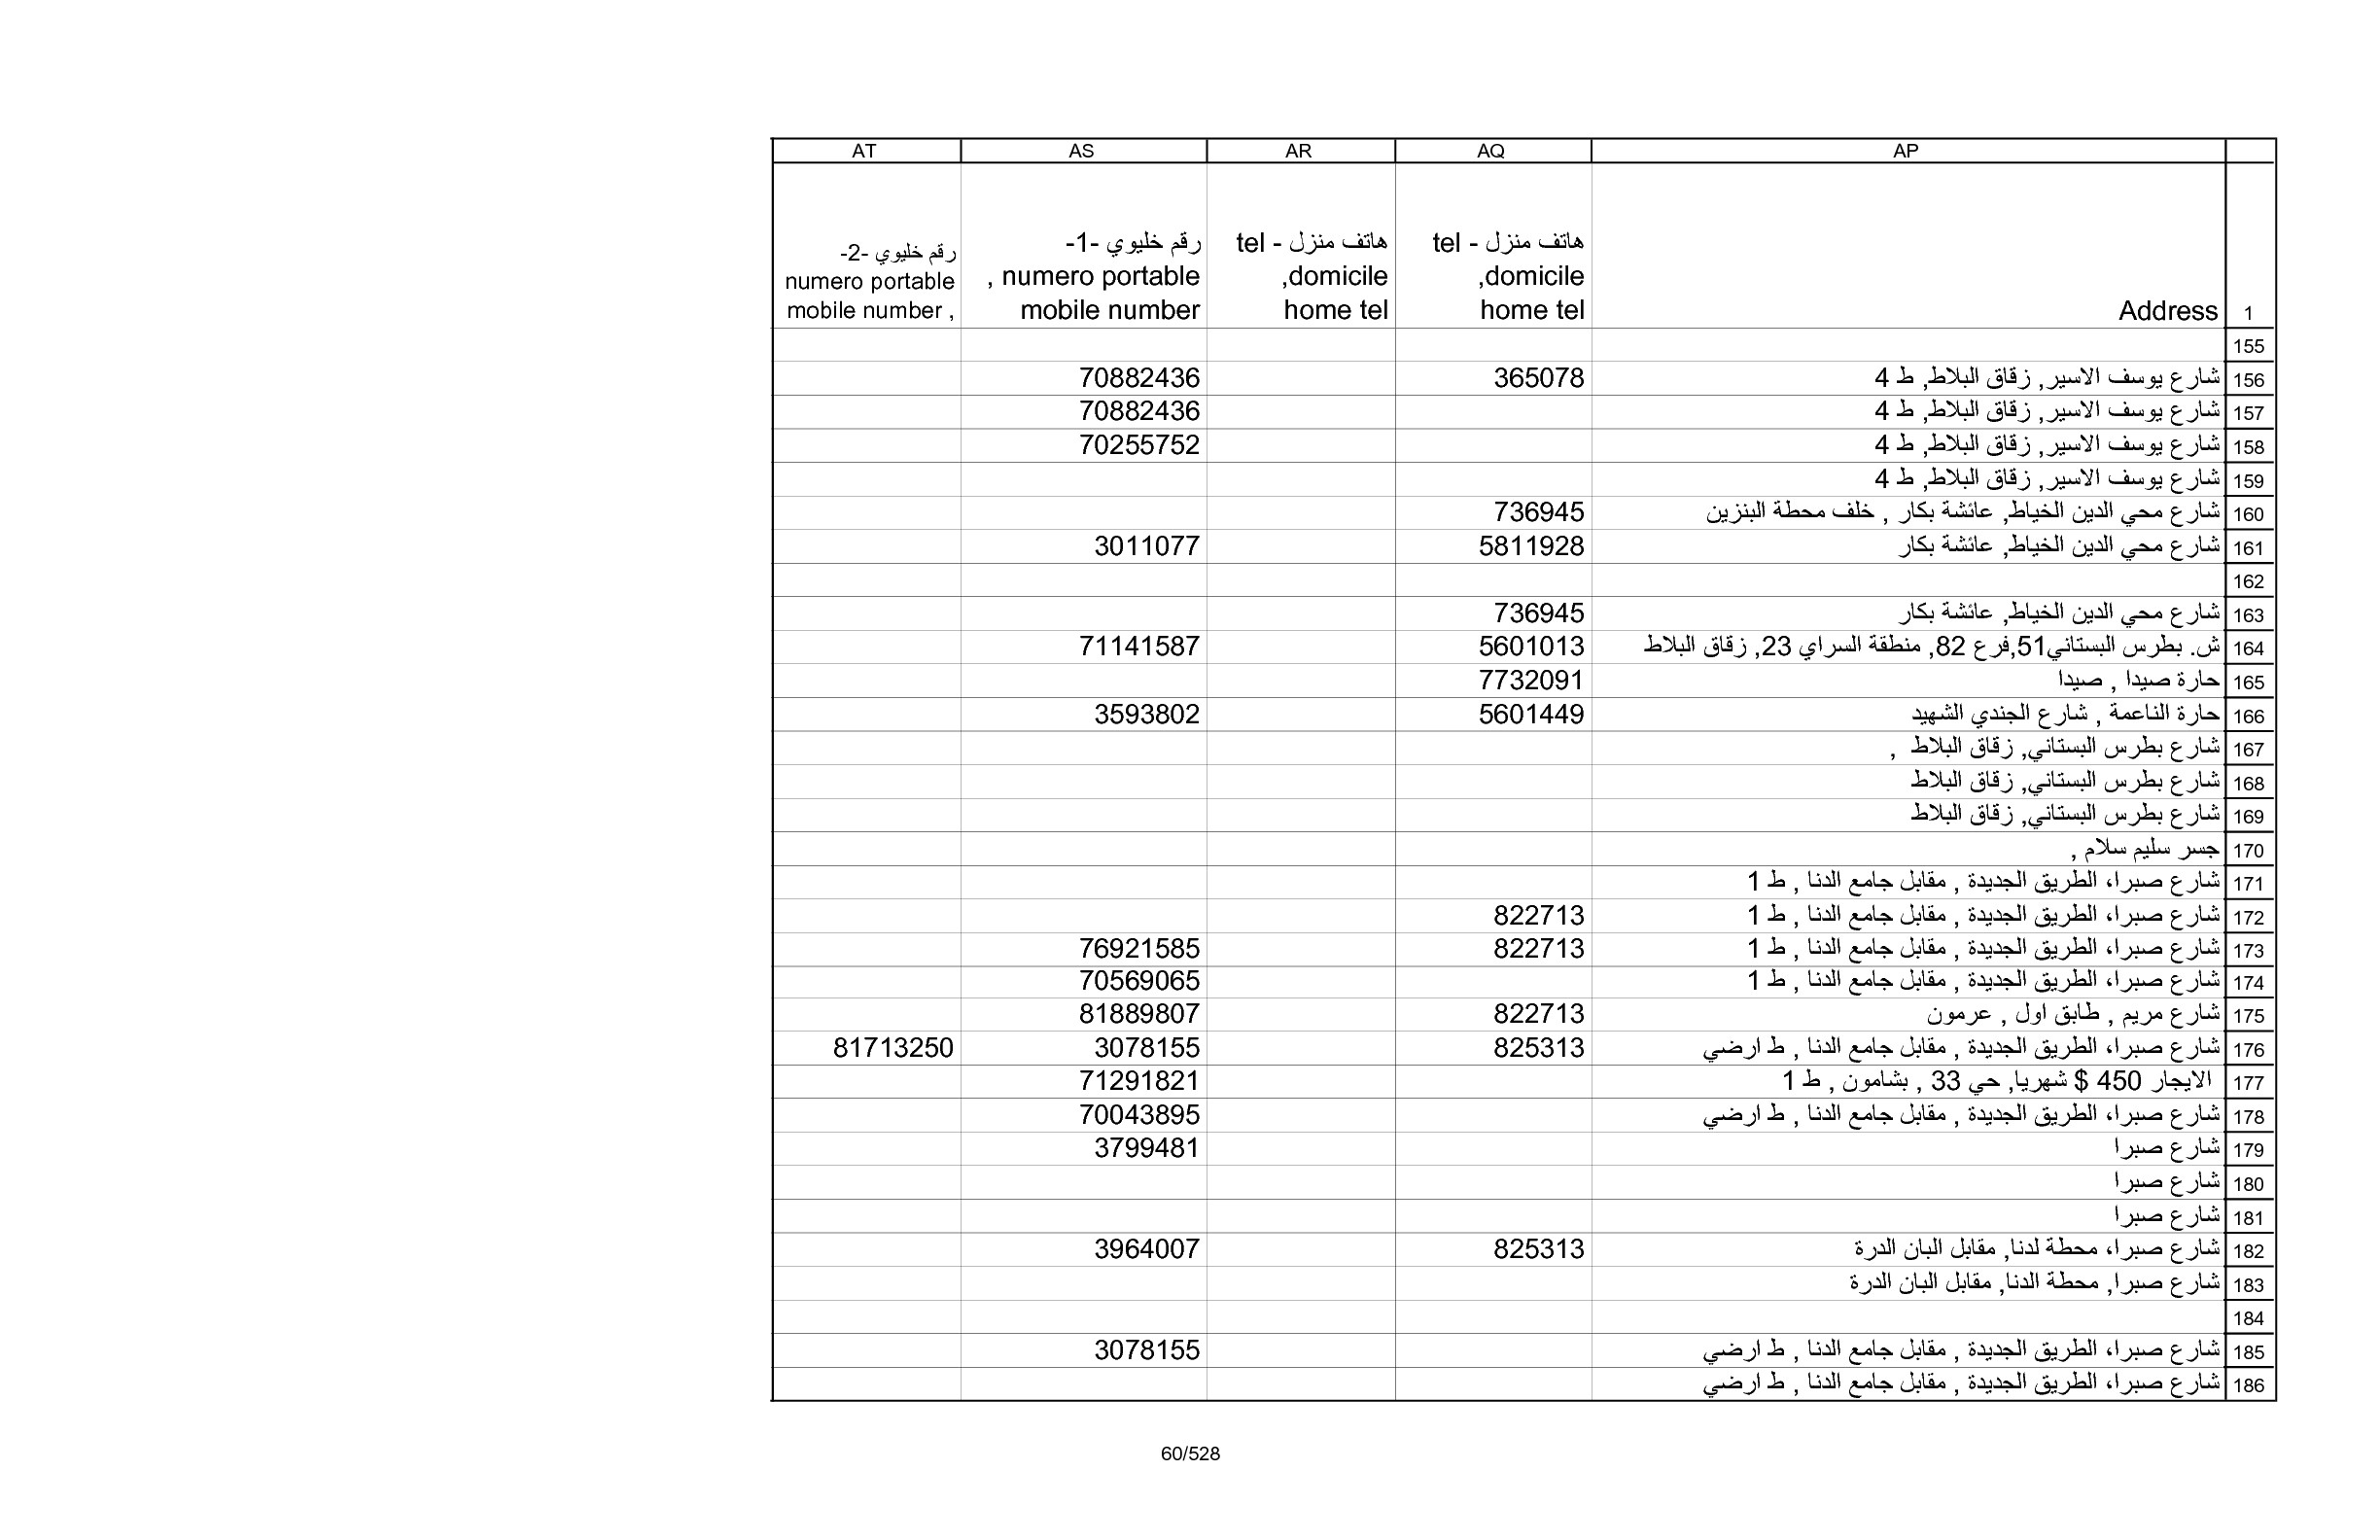 AP AQ AR AS AT
1 Address هاتف منزل - tel domicile, home tel هاتف منزل - tel domicile, home tel رقم خليوي -1- numero portable , mobile number رقم خليوي -2- numero portable mobile number ,
155
156 شارع يوسف الاسير, زقاق البلاط, ط 4 365078 70882436
157 شارع يوسف الاسير, زقاق البلاط, ط 4 70882436
158 شارع يوسف الاسير, زقاق البلاط, ط 4 70255752
159 شارع يوسف الاسير, زقاق البلاط, ط 4
160 شارع محي الدين الخياط, عائشة بكار , خلف محطة البنزين 736945
161 شارع محي الدين الخياط, عائشة بكار 5811928 3011077
162
163 شارع محي الدين الخياط, عائشة بكار 736945
164 ش. بطرس البستاني51,فرع 82, منطقة السراي 23, زقاق البلاط 5601013 71141587
165 حارة صيدا , صيدا 7732091
166 حارة الناعمة , شارع الجندي الشهيد 5601449 3593802
167 شارع بطرس البستاني, زقاق البلاط ,
168 شارع بطرس البستاني, زقاق البلاط
169 شارع بطرس البستاني, زقاق البلاط
170 جسر سليم سلام ,
171 شارع صبرا، الطريق الجديدة , مقابل جامع الدنا , ط 1
172 شارع صبرا، الطريق الجديدة , مقابل جامع الدنا , ط 1 822713
173 شارع صبرا، الطريق الجديدة , مقابل جامع الدنا , ط 1 822713 76921585
174 شارع صبرا، الطريق الجديدة , مقابل جامع الدنا , ط 1 70569065
175 شارع مريم , طابق اول , عرمون 822713 81889807
176 شارع صبرا، الطريق الجديدة , مقابل جامع الدنا , ط ارضي 825313 3078155 81713250
177 الايجار 450 $ شهريا, حي 33 , بشامون , ط 1 71291821
178 شارع صبرا، الطريق الجديدة , مقابل جامع الدنا , ط ارضي 70043895
179 شارع صبرا 3799481
180 شارع صبرا
181 شارع صبرا
182 شارع صبرا، محطة لدنا, مقابل البان الدرة 825313 3964007
183 شارع صبرا, محطة الدنا, مقابل البان الدرة
184
185 شارع صبرا، الطريق الجديدة , مقابل جامع الدنا , ط ارضي 3078155
186 شارع صبرا، الطريق الجديدة , مقابل جامع الدنا , ط ارضي
60/528